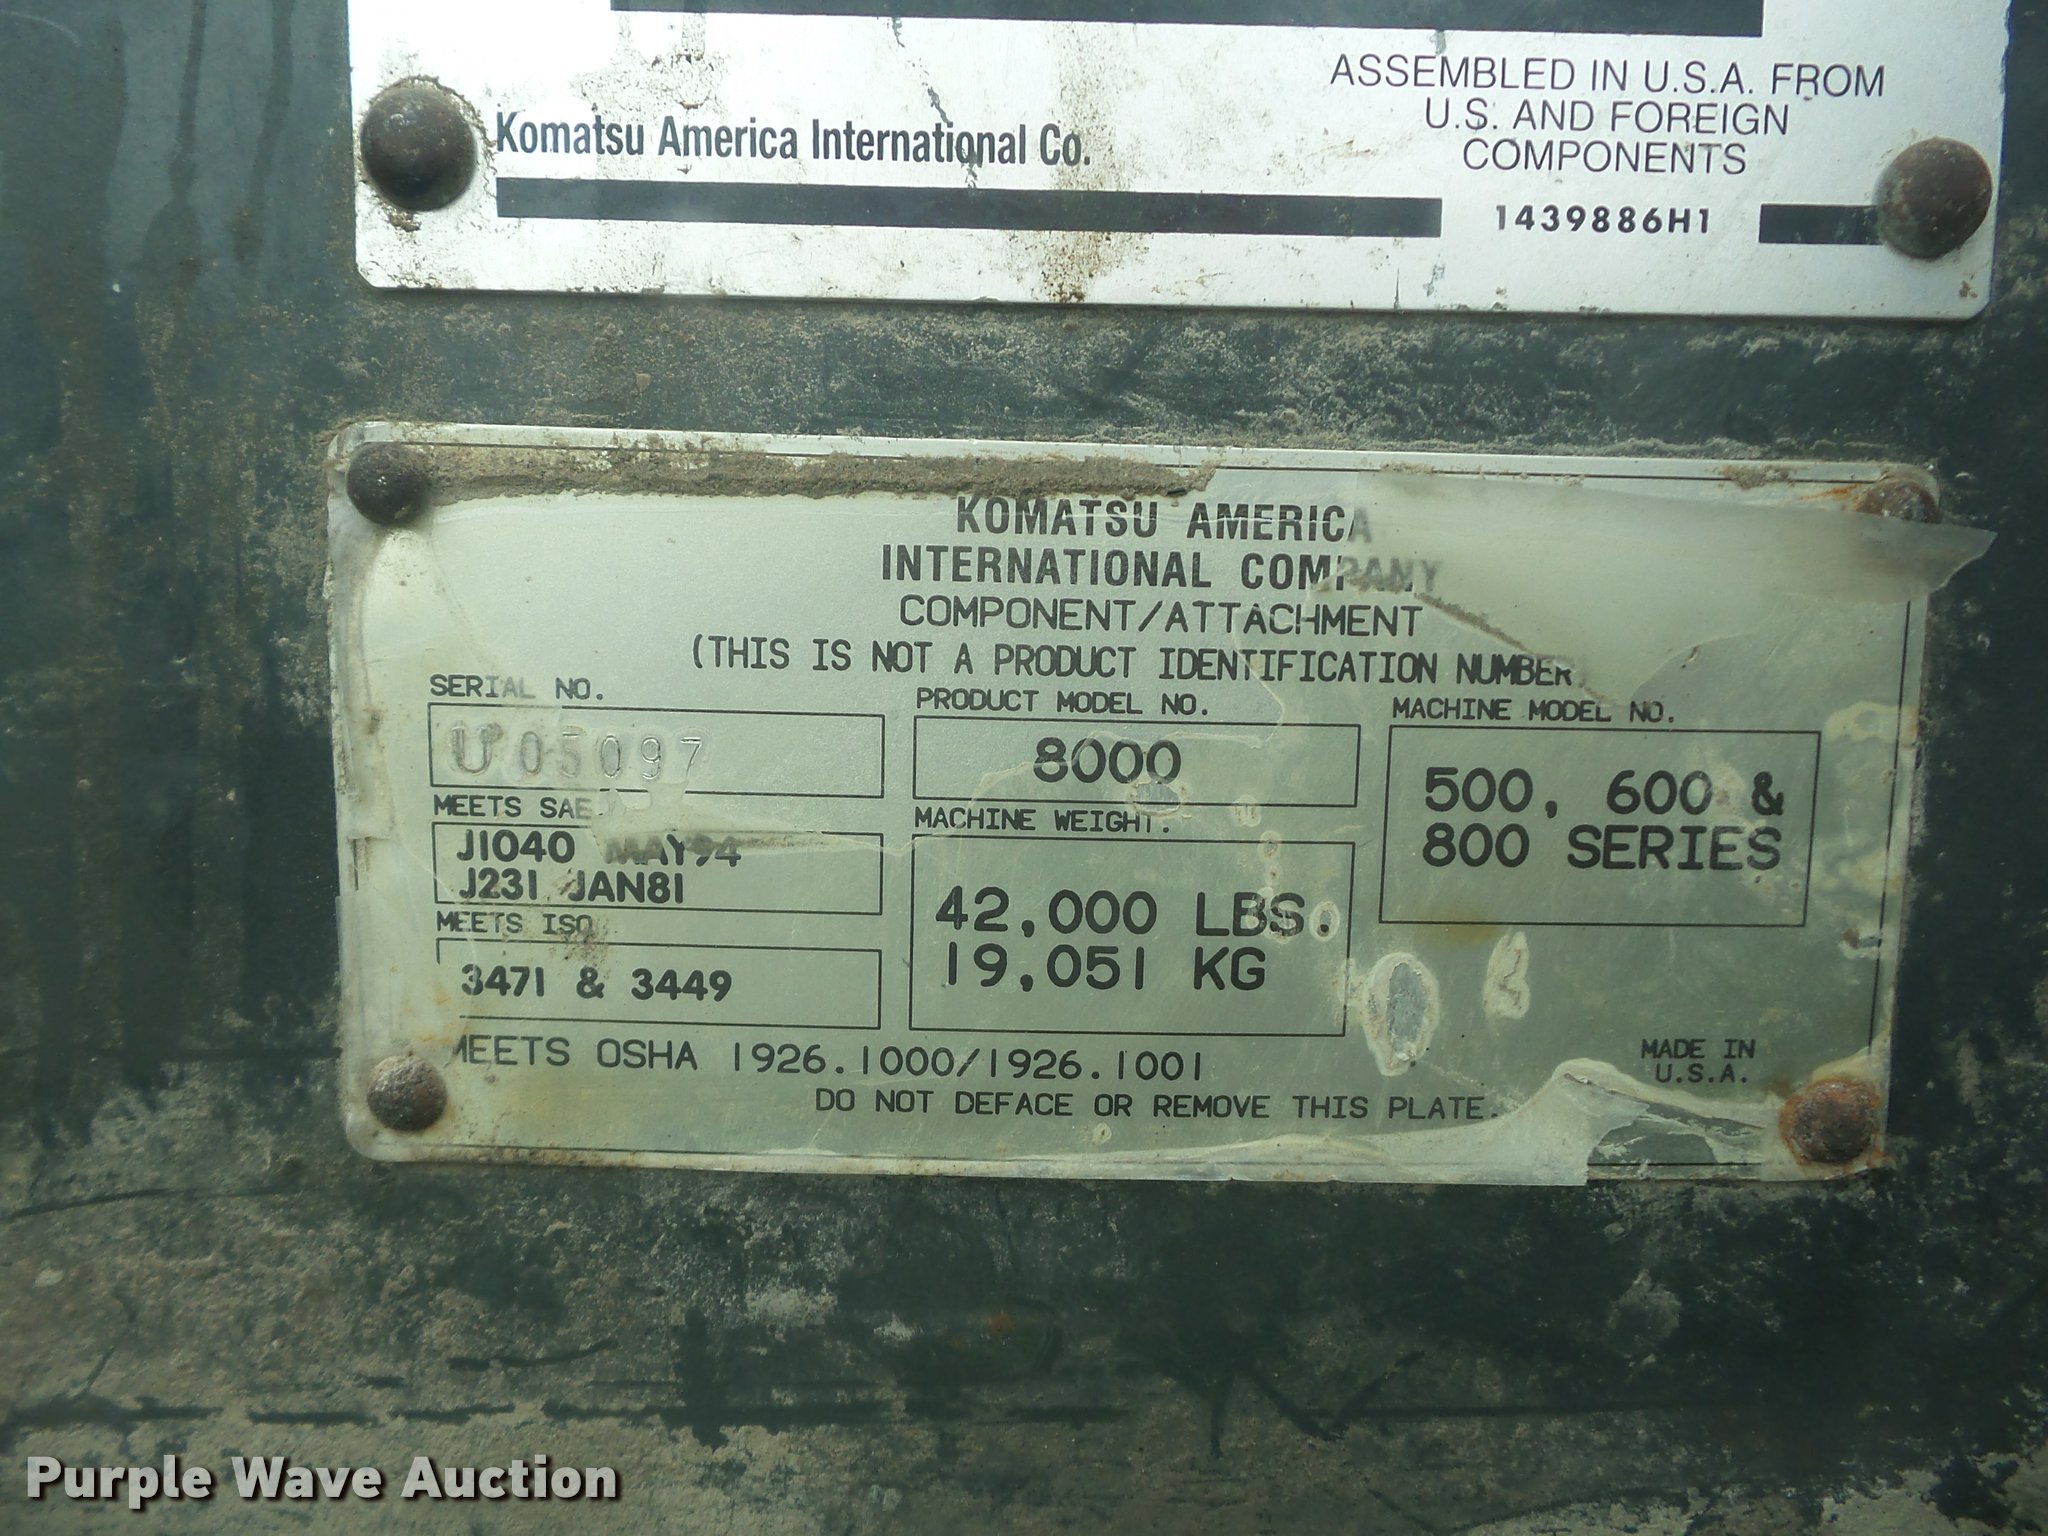 ASSEMBLED IN U.S.A. FROM
U.S. AND FOREIGN
COMPONENTS
Komatsu America International Co.
1439886H1
KOMATSU AMERICA
INTERNATIONAL COMPANY
COMPONENT/ATTACHMENT
(THIS IS NOT A PRODUCT IDENTIFICATION NUMBER)
SERIAL NO.
U05097
PRODUCT MODEL NO.
8000
MACHINE MODEL NO.
500, 600 &
800 SERIES
MEETS SAE
J1040 MAY94
J231 JAN81
MACHINE WEIGHT.
42,000 LBS.
19,051 KG
MEETS ISO
3471 & 3449
MEETS OSHA 1926.1000/1926.1001
MADE IN
U.S.A.
DO NOT DEFACE OR REMOVE THIS PLATE.
Purple Wave Auction